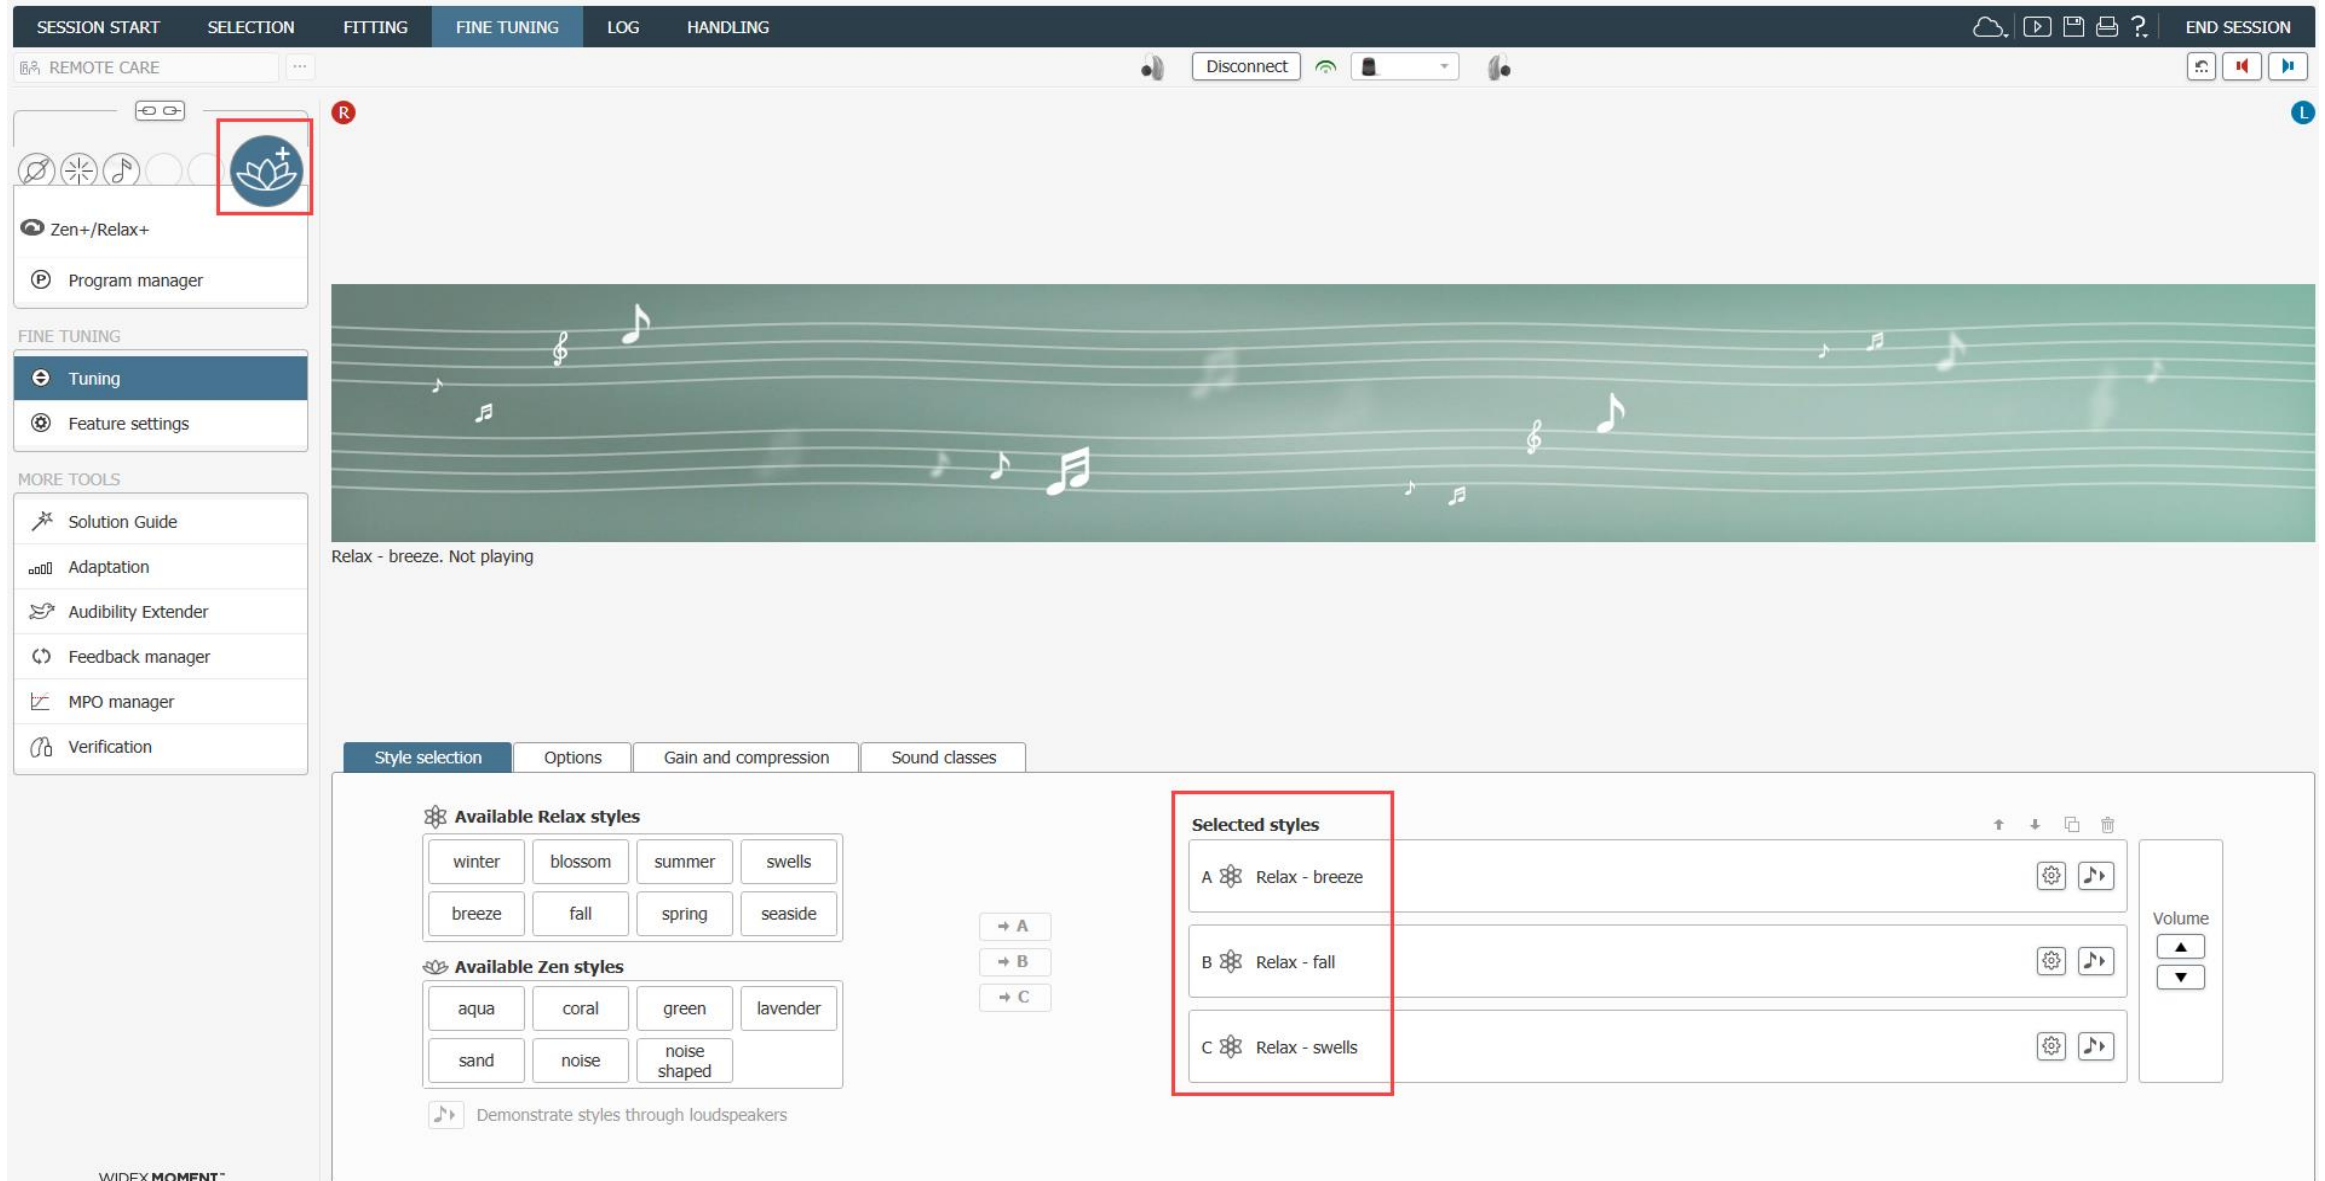 SESSION START SELECTION FITTING FINE TUNING LOG HANDLING ? END SESSION
REMOTE CARE ... Disconnect
R L
Zen+/Relax+
P Program manager
FINE TUNING
Tuning
Feature settings
MORE TOOLS
Solution Guide
Adaptation
Audibility Extender
Feedback manager
MPO manager
Verification
WIDEX MOMENT™
Relax - breeze. Not playing
Style selection Options Gain and compression Sound classes
Available Relax styles
winter blossom summer swells
breeze fall spring seaside
Available Zen styles
aqua coral green lavender
sand noise noise
shaped
Demonstrate styles through loudspeakers
A
B
C
Selected styles
A Relax - breeze
B Relax - fall
C Relax - swells
Volume